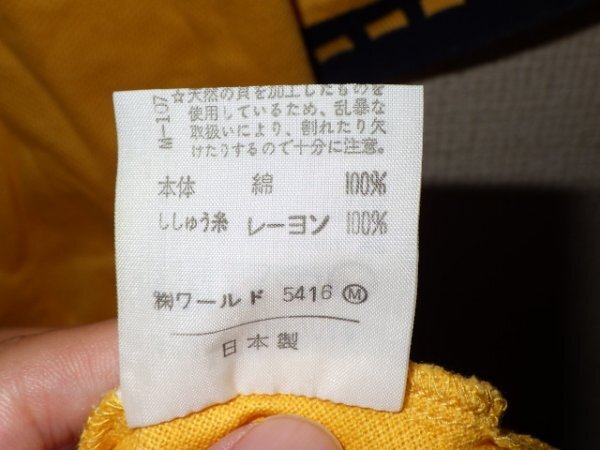 M-107
☆天然の貝を加工したものを
使用しているため、乱暴な
取扱いにより、割れたり欠
けたりするので十分に注意。
本体 綿 100%
ししゅう糸 レーヨン 100%
㈱ワールド 5416 Ⓜ
日本製